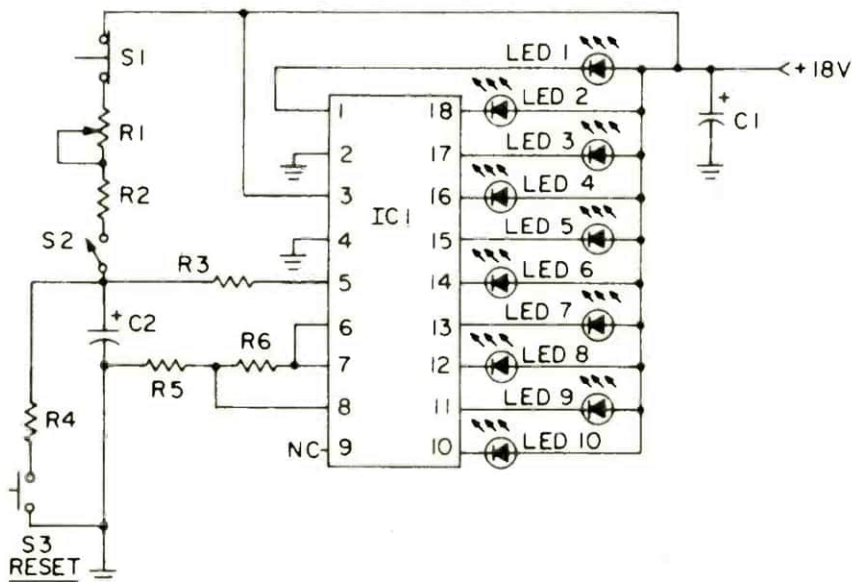 S1
LED 1
+18V
R1
1
18
LED 2
C1
2
17
LED 3
R2
3
16
LED 4
IC1
S2
4
15
LED 5
R3
5
14
LED 6
C2
6
13
LED 7
R6
7
12
LED 8
R5
8
11
LED 9
R4
NC
9
10
LED 10
S3
RESET
+
+